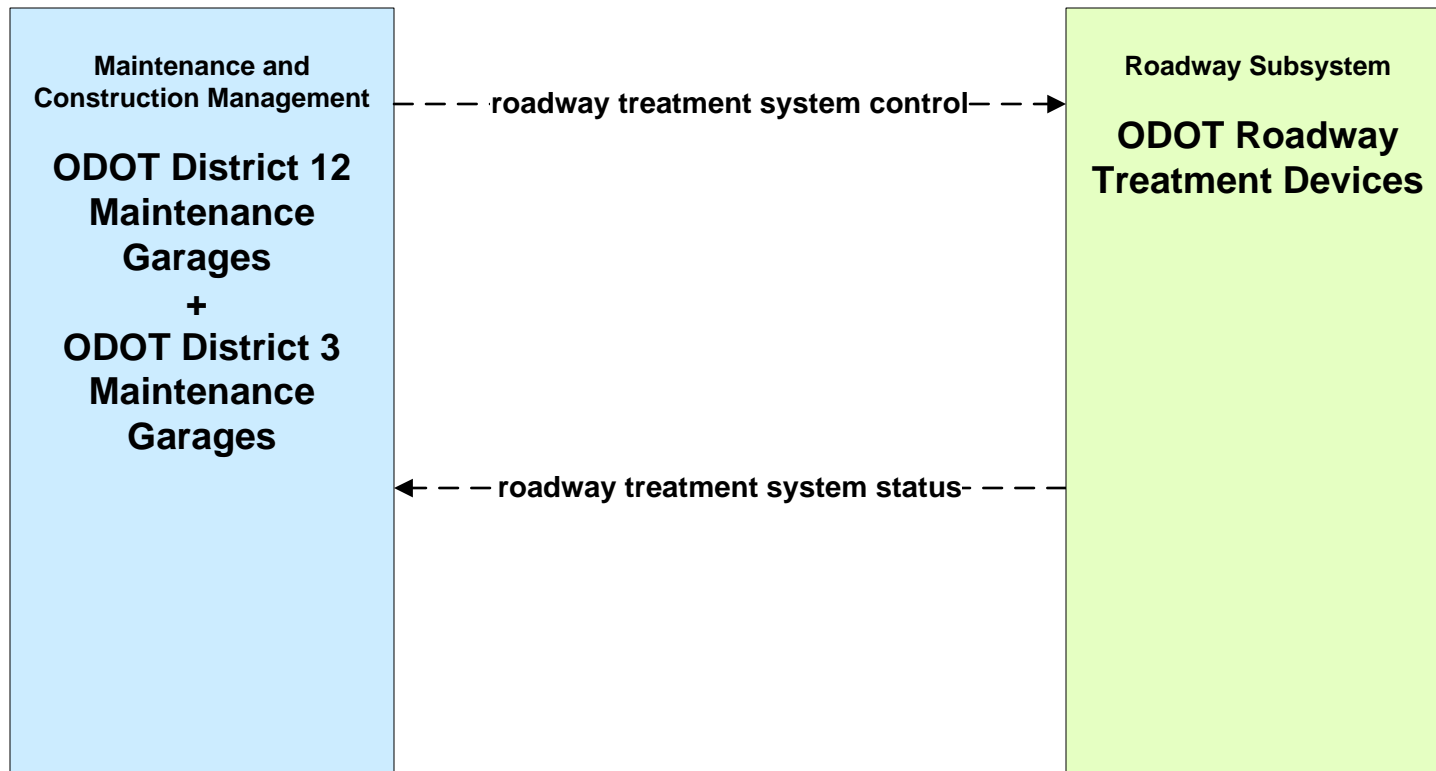 Maintenance and
Construction Management
ODOT District 12
Maintenance
Garages
+
ODOT District 3
Maintenance
Garages
roadway treatment system control
roadway treatment system status
Roadway Subsystem
ODOT Roadway
Treatment Devices